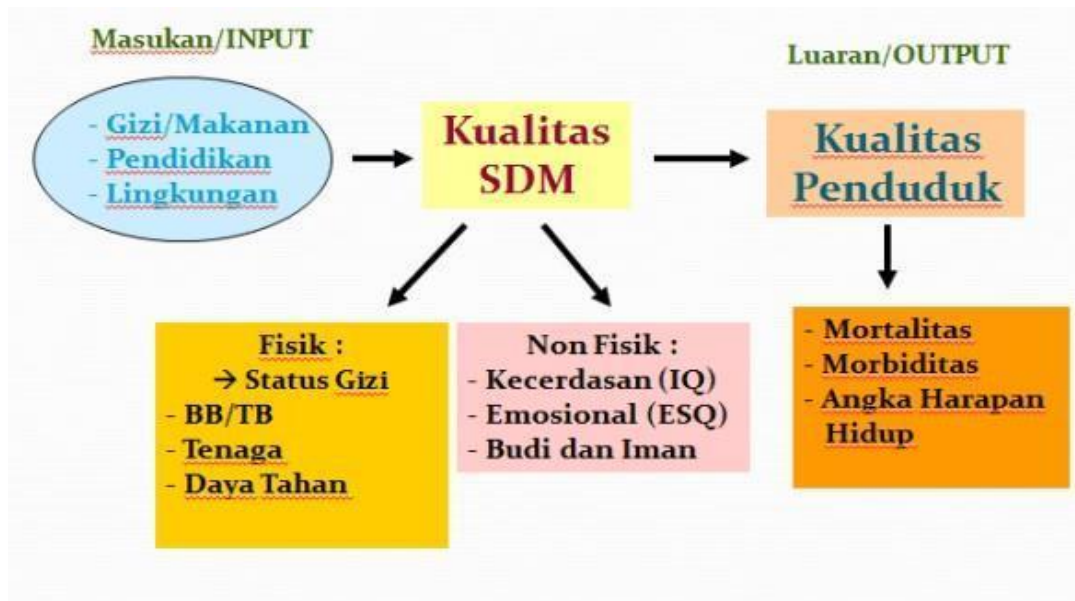 Masukan/INPUT
- Gizi/Makanan
- Pendidikan
- Lingkungan
Kualitas
SDM
Luaran/OUTPUT
Kualitas
Penduduk
Fisik :
→ Status Gizi
- BB/TB
- Tenaga
- Daya Tahan
Non Fisik :
- Kecerdasan (IQ)
- Emosional (ESQ)
- Budi dan Iman
- Mortalitas
- Morbiditas
- Angka Harapan
Hidup